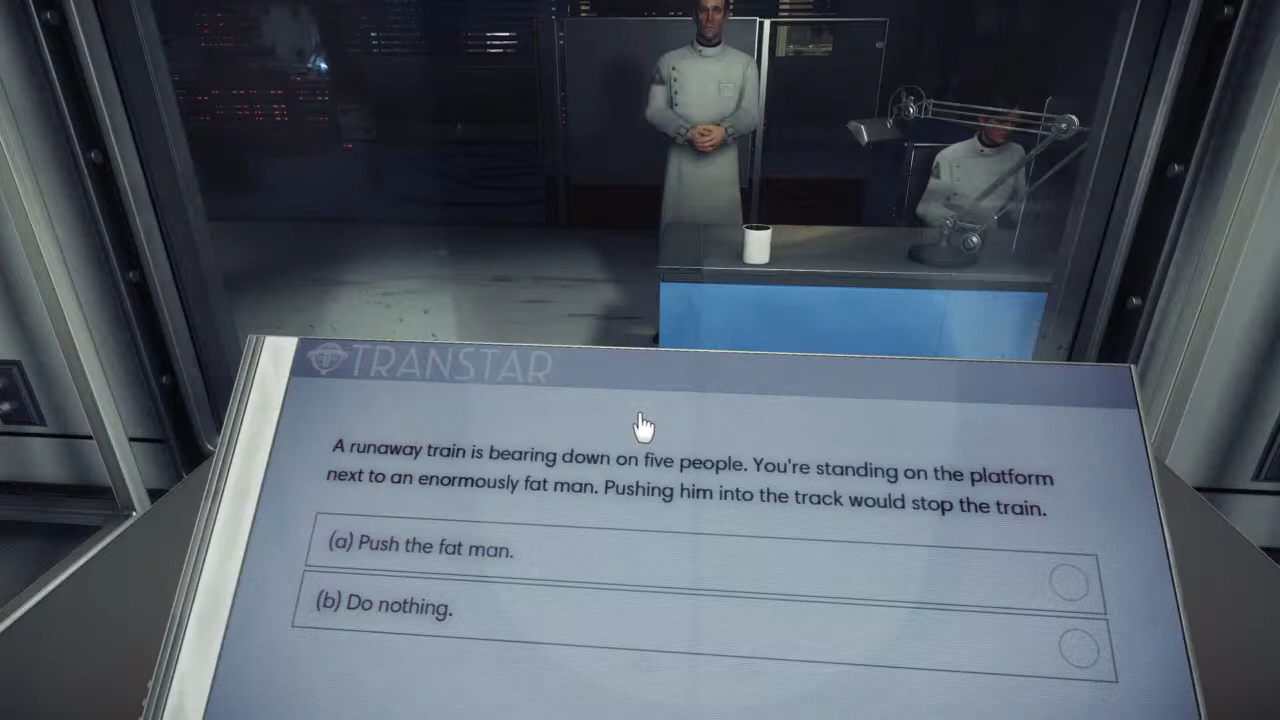 TRANSTAR
A runaway train is bearing down on five people. You're standing on the platform
next to an enormously fat man. Pushing him into the track would stop the train.
(a) Push the fat man.
(b) Do nothing.